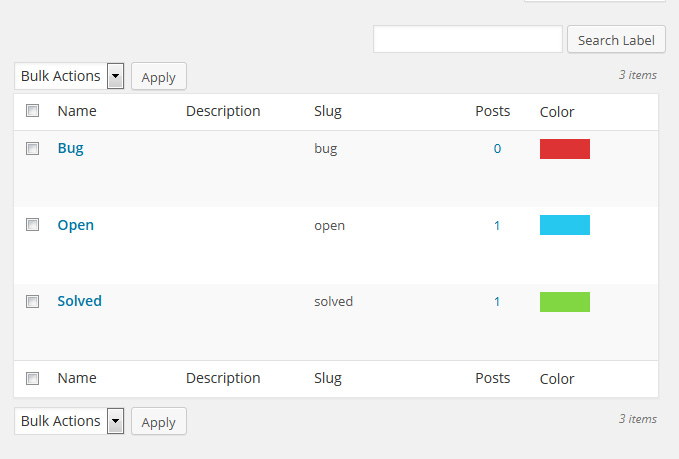 Search Label
Bulk Actions Apply 3 items
Name Description Slug Posts Color
Bug bug 0
Open open 1
Solved solved 1
Name Description Slug Posts Color
Bulk Actions Apply 3 items